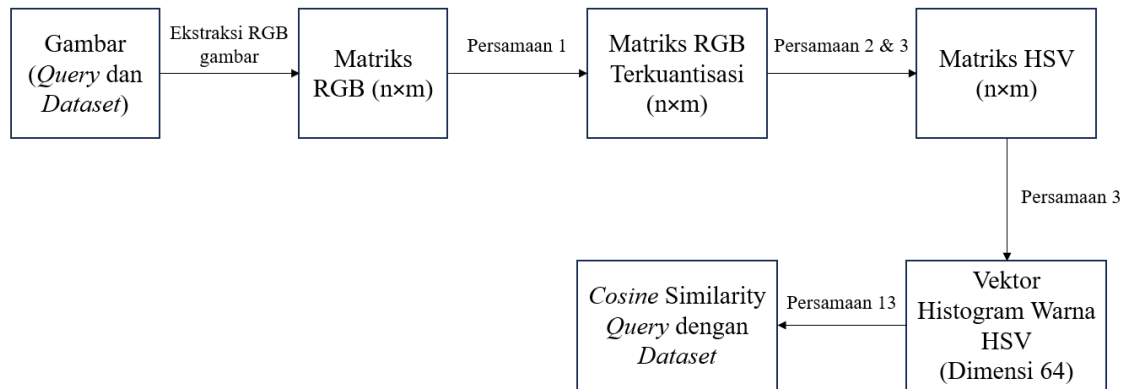 Gambar
(Query dan
Dataset)
Ekstraksi RGB
gambar
Matriks
RGB (n×m)
Persamaan 1
Matriks RGB
Terkuantisasi
(n×m)
Persamaan 2 & 3
Matriks HSV
(n×m)
Persamaan 3
Vektor
Histogram Warna
HSV
(Dimensi 64)
Persamaan 13
Cosine Similarity
Query dengan
Dataset